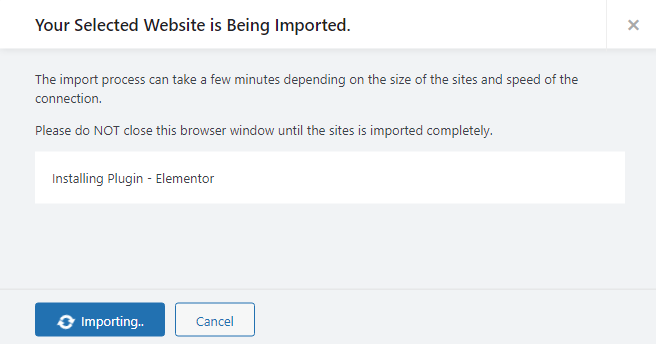 Your Selected Website is Being Imported.
The import process can take a few minutes depending on the size of the sites and speed of the
connection.
Please do NOT close this browser window until the sites is imported completely.
Installing Plugin - Elementor
Importing..
Cancel